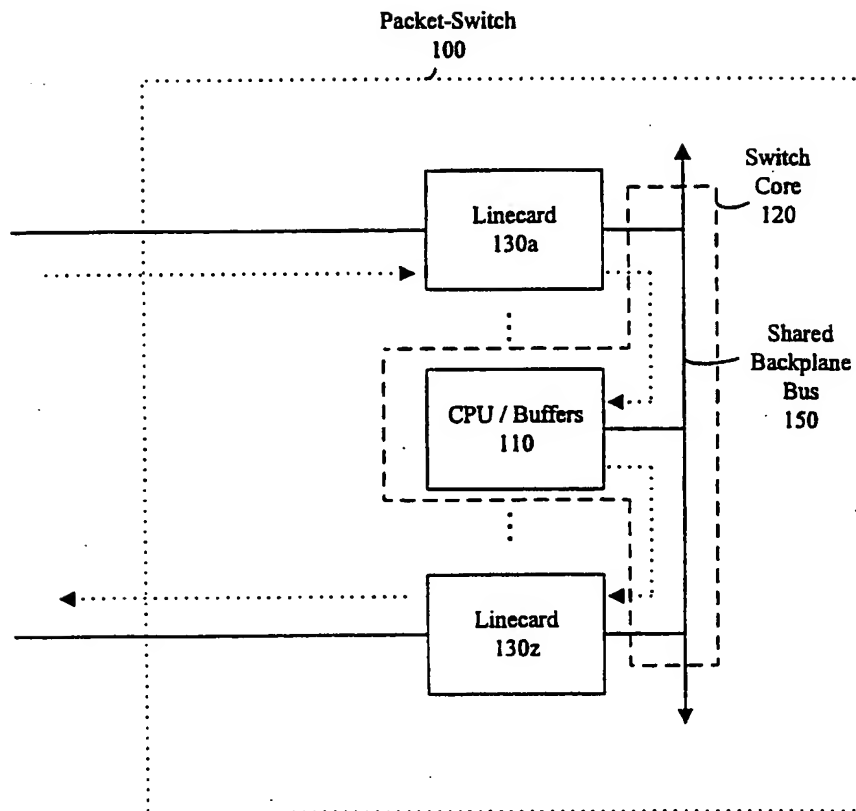 Packet-Switch
100
Linecard
130a
Switch
Core
120
CPU / Buffers
110
Shared
Backplane
Bus
150
Linecard
130z